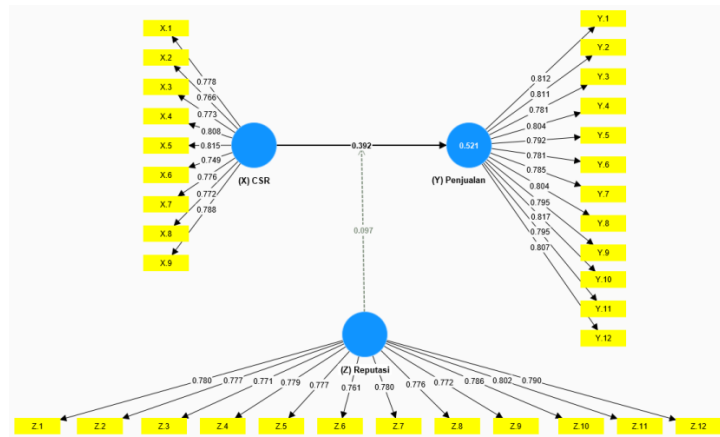 X.1
X.2
X.3
X.4
X.5
X.6
X.7
X.8
X.9
0.778
0.766
0.773
0.808
0.815
0.749
0.776
0.772
0.788
(X) CSR
0.392
0.521
(Y) Penjualan
0.812
0.811
0.781
0.804
0.792
0.781
0.785
0.804
0.795
0.817
0.795
0.807
Y.1
Y.2
Y.3
Y.4
Y.5
Y.6
Y.7
Y.8
Y.9
Y.10
Y.11
Y.12
0.097
(Z) Reputasi
0.780
0.777
0.771
0.779
0.777
0.761
0.780
0.776
0.772
0.786
0.802
0.790
Z.1
Z.2
Z.3
Z.4
Z.5
Z.6
Z.7
Z.8
Z.9
Z.10
Z.11
Z.12